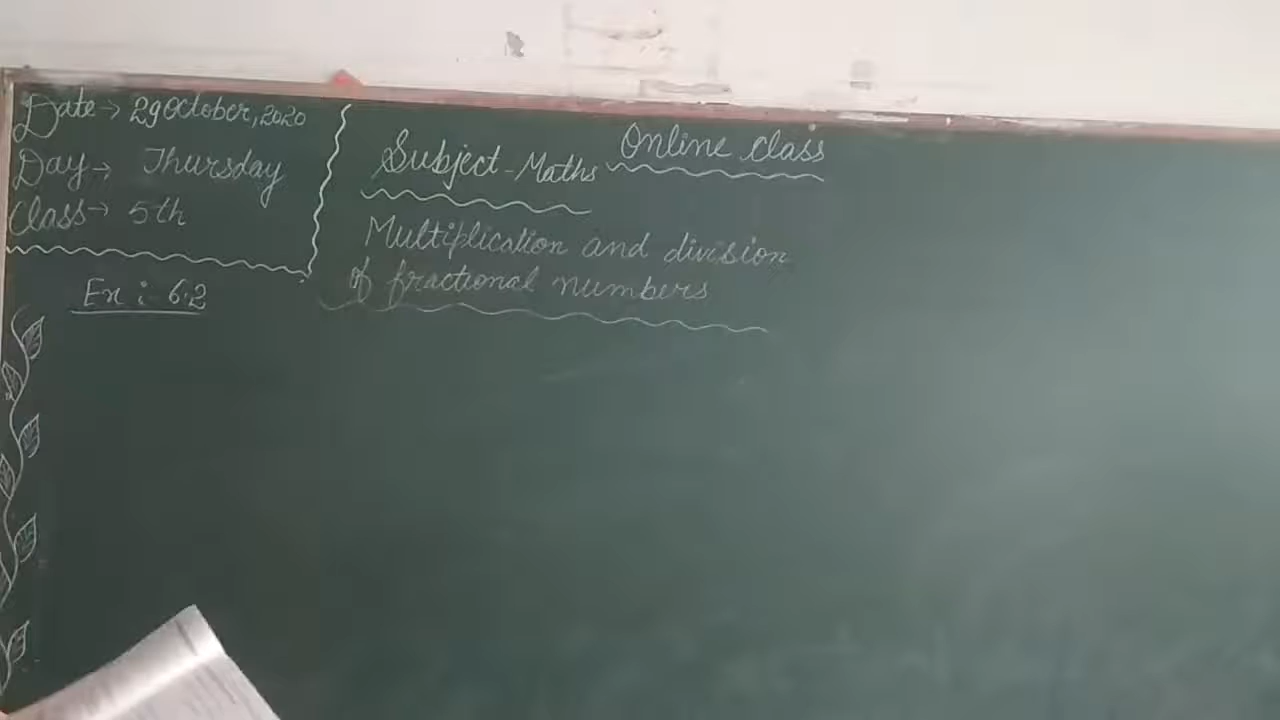 Date → 29 October, 2020
Day → Thursday
Class → 5th
Online class
Subject - Maths
Multiplication and division
of fractional numbers
Ex :- 6.2